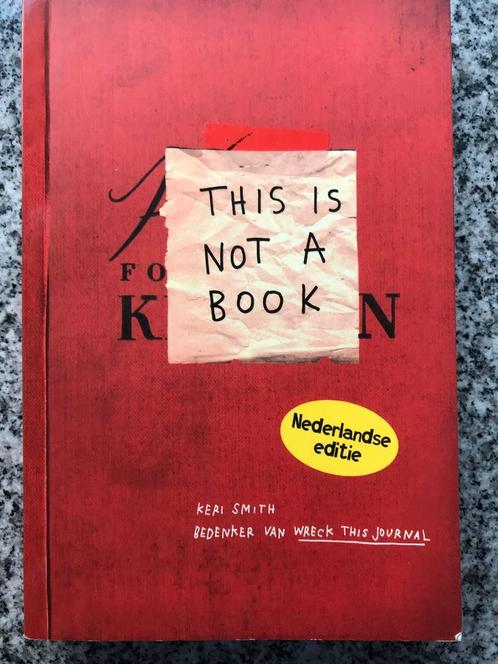 THIS IS
NOT A
BOOK
Nederlandse
editie
KERI SMITH
BEDENKER VAN WRECK THIS JOURNAL